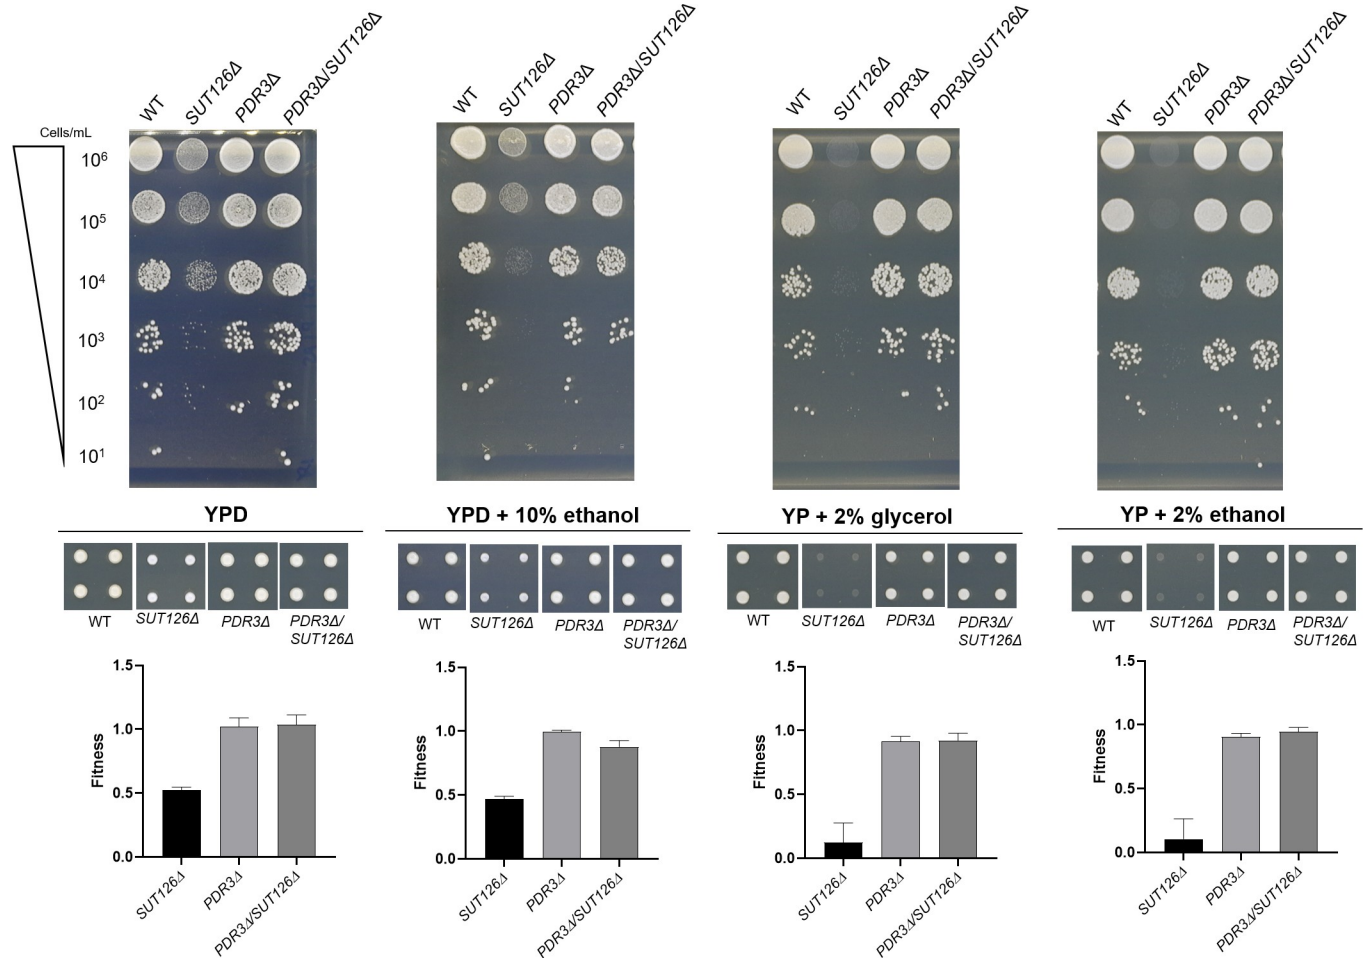 WT SUT126Δ PDR3Δ PDR3Δ/SUT126Δ
WT SUT126Δ PDR3Δ PDR3Δ/SUT126Δ
WT SUT126Δ PDR3Δ PDR3Δ/SUT126Δ
WT SUT126Δ PDR3Δ PDR3Δ/SUT126Δ
Cells/mL
10⁶
10⁵
10⁴
10³
10²
10¹
YPD
YPD + 10% ethanol
YP + 2% glycerol
YP + 2% ethanol
WT SUT126Δ PDR3Δ PDR3Δ/
SUT126Δ
WT SUT126Δ PDR3Δ PDR3Δ/
SUT126Δ
WT SUT126Δ PDR3Δ PDR3Δ/
SUT126Δ
WT SUT126Δ PDR3Δ PDR3Δ/
SUT126Δ
Fitness
1.5
1.0
0.5
0.0
SUT126Δ PDR3Δ PDR3Δ/SUT126Δ
Fitness
1.5
1.0
0.5
0.0
SUT126Δ PDR3Δ PDR3Δ/SUT126Δ
Fitness
1.5
1.0
0.5
0.0
SUT126Δ PDR3Δ PDR3Δ/SUT126Δ
Fitness
1.5
1.0
0.5
0.0
SUT126Δ PDR3Δ PDR3Δ/SUT126Δ